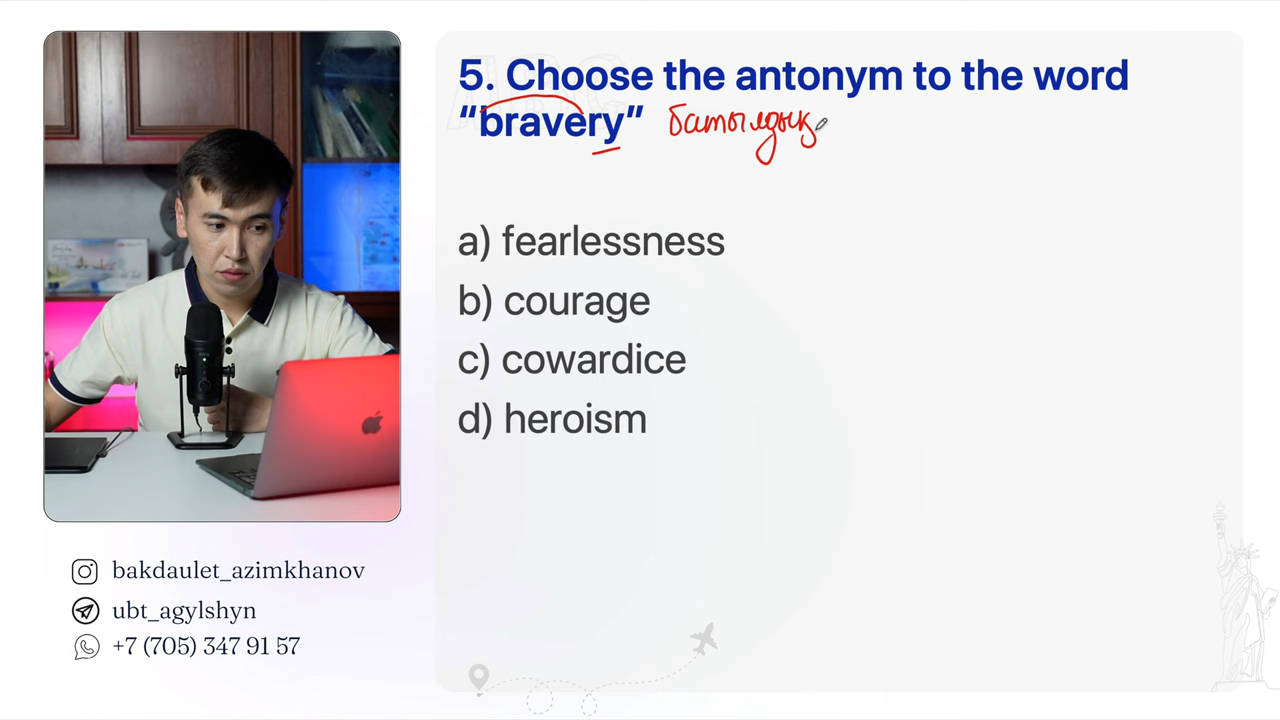 5. Choose the antonym to the word
“bravery” батылдық
a) fearlessness
b) courage
c) cowardice
d) heroism
bakdaulet_azimkhanov
ubt_agylshyn
+7 (705) 347 91 57